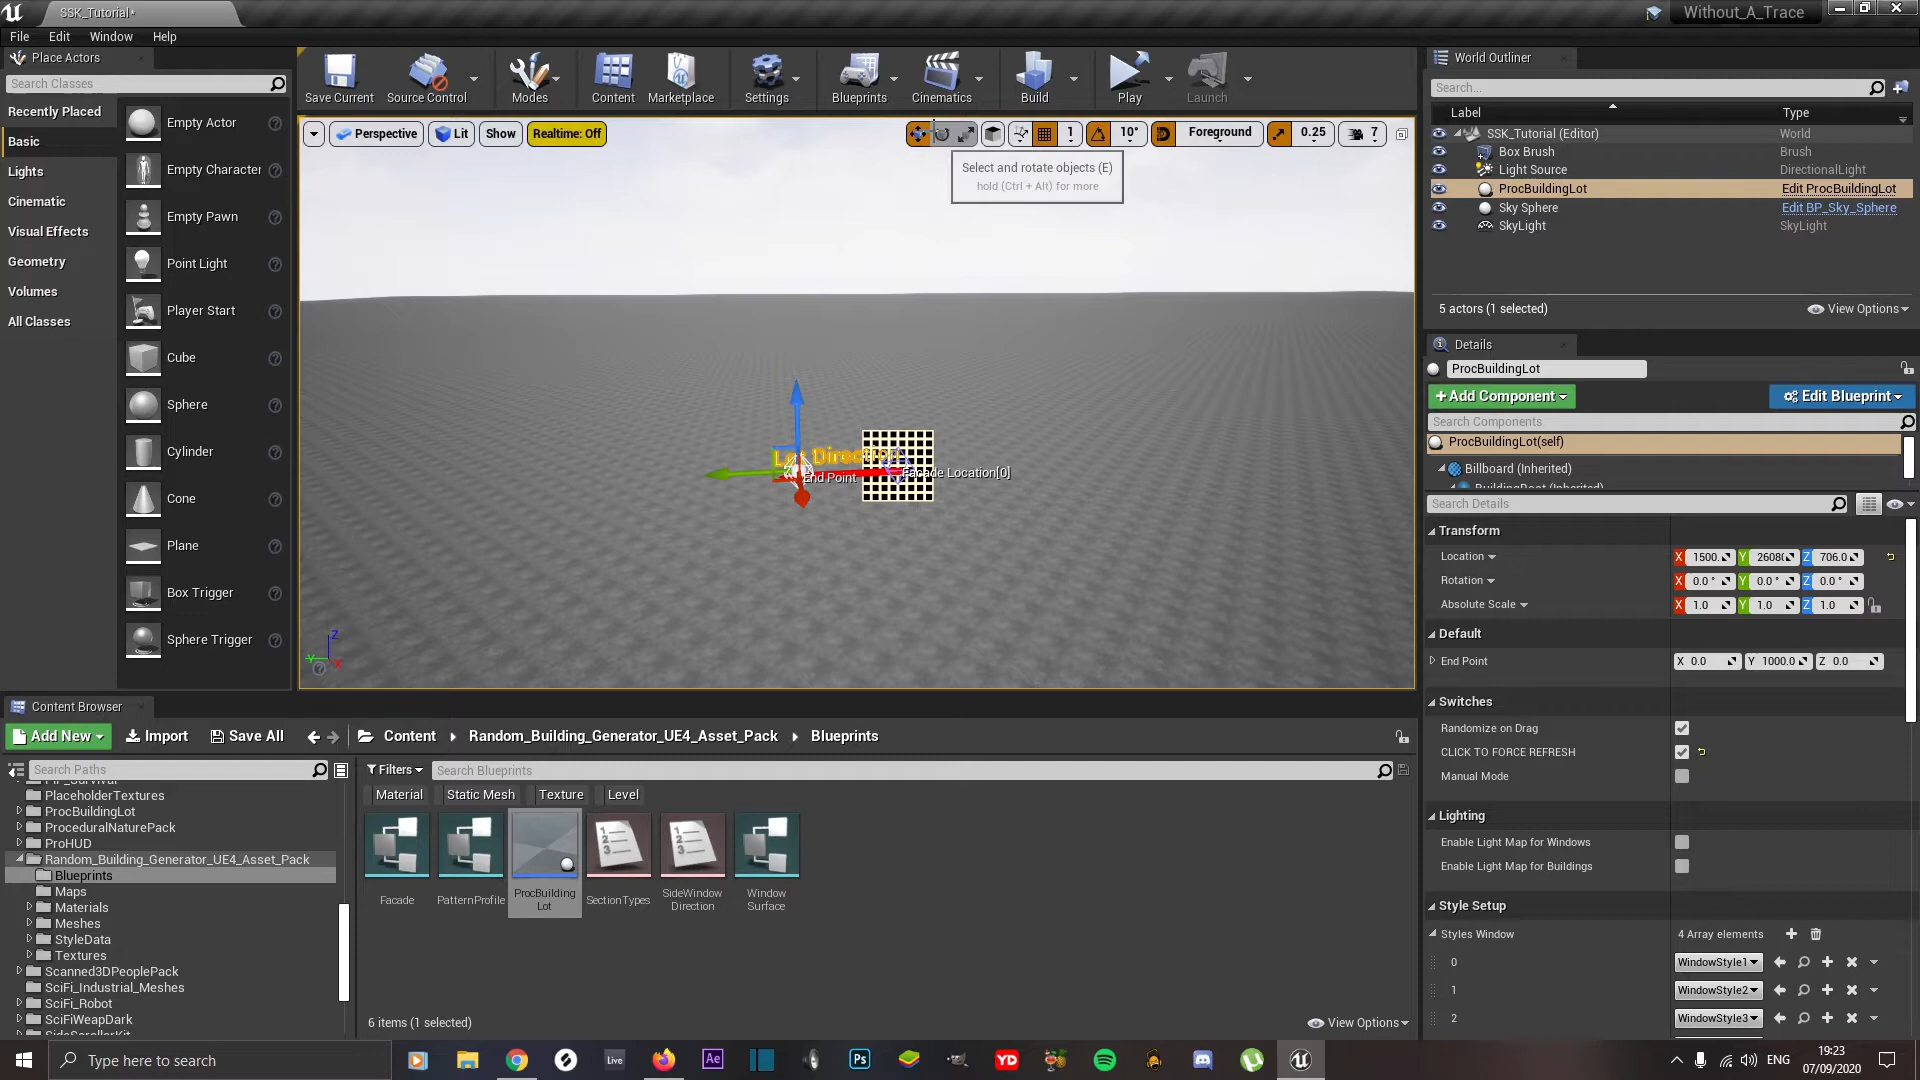 SSK_Tutorial*
Without_A_Trace
File Edit Window Help
Place Actors
Search Classes
Recently Placed
Basic
Lights
Cinematic
Visual Effects
Geometry
Volumes
All Classes
Empty Actor
Empty Character
Empty Pawn
Point Light
Player Start
Cube
Sphere
Cylinder
Cone
Plane
Box Trigger
Sphere Trigger
Save Current
Source Control
Modes
Content
Marketplace
Settings
Blueprints
Cinematics
Build
Play
Launch
Perspective
Lit
Show
Realtime: Off
1
10°
Foreground
0.25
7
Select and rotate objects (E)
hold (Ctrl + Alt) for more
Direction
End Point
Facade Location[0]
World Outliner
Search...
Label Type
SSK_Tutorial (Editor) World
Box Brush Brush
Light Source DirectionalLight
ProcBuildingLot Edit ProcBuildingLot
Sky Sphere Edit BP_Sky_Sphere
SkyLight SkyLight
5 actors (1 selected) View Options
Details
ProcBuildingLot
+Add Component Edit Blueprint
Search Components
ProcBuildingLot(self)
Billboard (Inherited)
Search Details
Transform
Location X 1500. Y Z 706.0
Rotation X 0.0 ° Y 0.0 ° Z 0.0 °
Absolute Scale X 1.0 Y 1.0 Z 1.0
Default
End Point X 0.0 Y 1000.0 Z 0.0
Switches
Randomize on Drag
CLICK TO FORCE REFRESH
Manual Mode
Lighting
Enable Light Map for Windows
Enable Light Map for Buildings
Style Setup
Styles Window 4 Array elements
0 WindowStyle1
1 WindowStyle2
2 WindowStyle3
Content Browser
Add New Import Save All
Content Random_Building_Generator_UE4_Asset_Pack Blueprints
Search Paths
PlaceholderTextures
ProcBuildingLot
ProceduralNaturePack
ProHUD
Random_Building_Generator_UE4_Asset_Pack
Blueprints
Maps
Materials
Meshes
StyleData
Textures
Scanned3DPeoplePack
SciFi_Industrial_Meshes
SciFi_Robot
SciFiWeapDark
Filters Search Blueprints
Material Static Mesh Texture Level
Facade
PatternProfile
ProcBuilding
Lot
SectionTypes
SideWindow
Direction
Window
Surface
6 items (1 selected)
View Options
Type here to search
Live
Ae
Ps
YD
ENG
19:23
07/09/2020